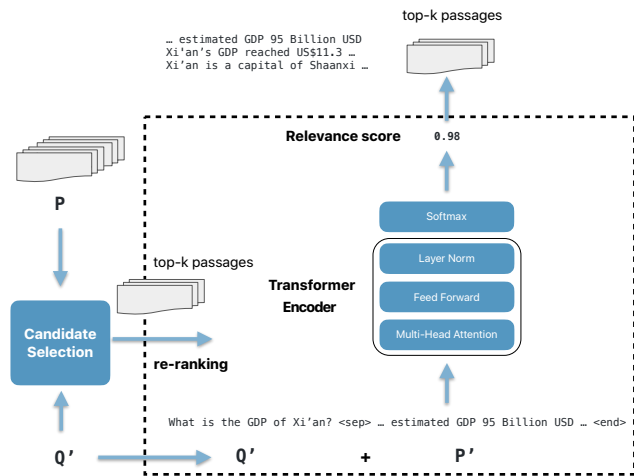 top-k passages
… estimated GDP 95 Billion USD
Xi'an's GDP reached US$11.3 …
Xi'an is a capital of Shaanxi …
Relevance score 0.98
P
Softmax
Layer Norm
top-k passages
Transformer
Encoder
Feed Forward
Candidate
Selection
Multi-Head Attention
re-ranking
What is the GDP of Xi'an? <sep> … estimated GDP 95 Billion USD … <end>
Q' Q' + P'